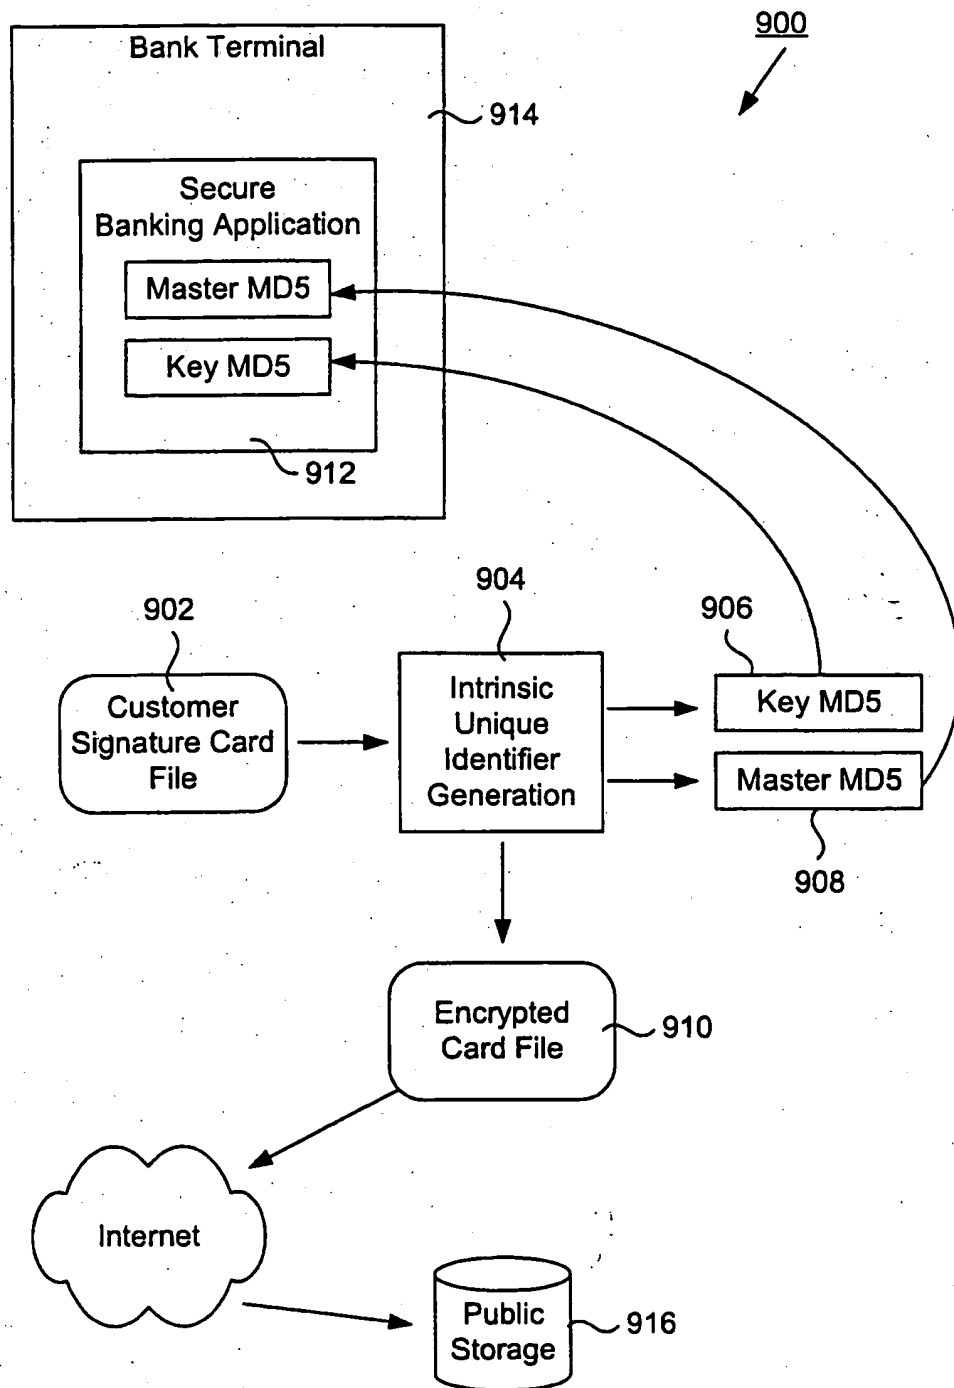 900
Bank Terminal
914
Secure
Banking Application
Master MD5
Key MD5
912
904
902
906
Customer
Signature Card
File
Intrinsic
Unique
Identifier
Generation
Key MD5
Master MD5
908
Encrypted
Card File
910
Internet
Public
Storage
916